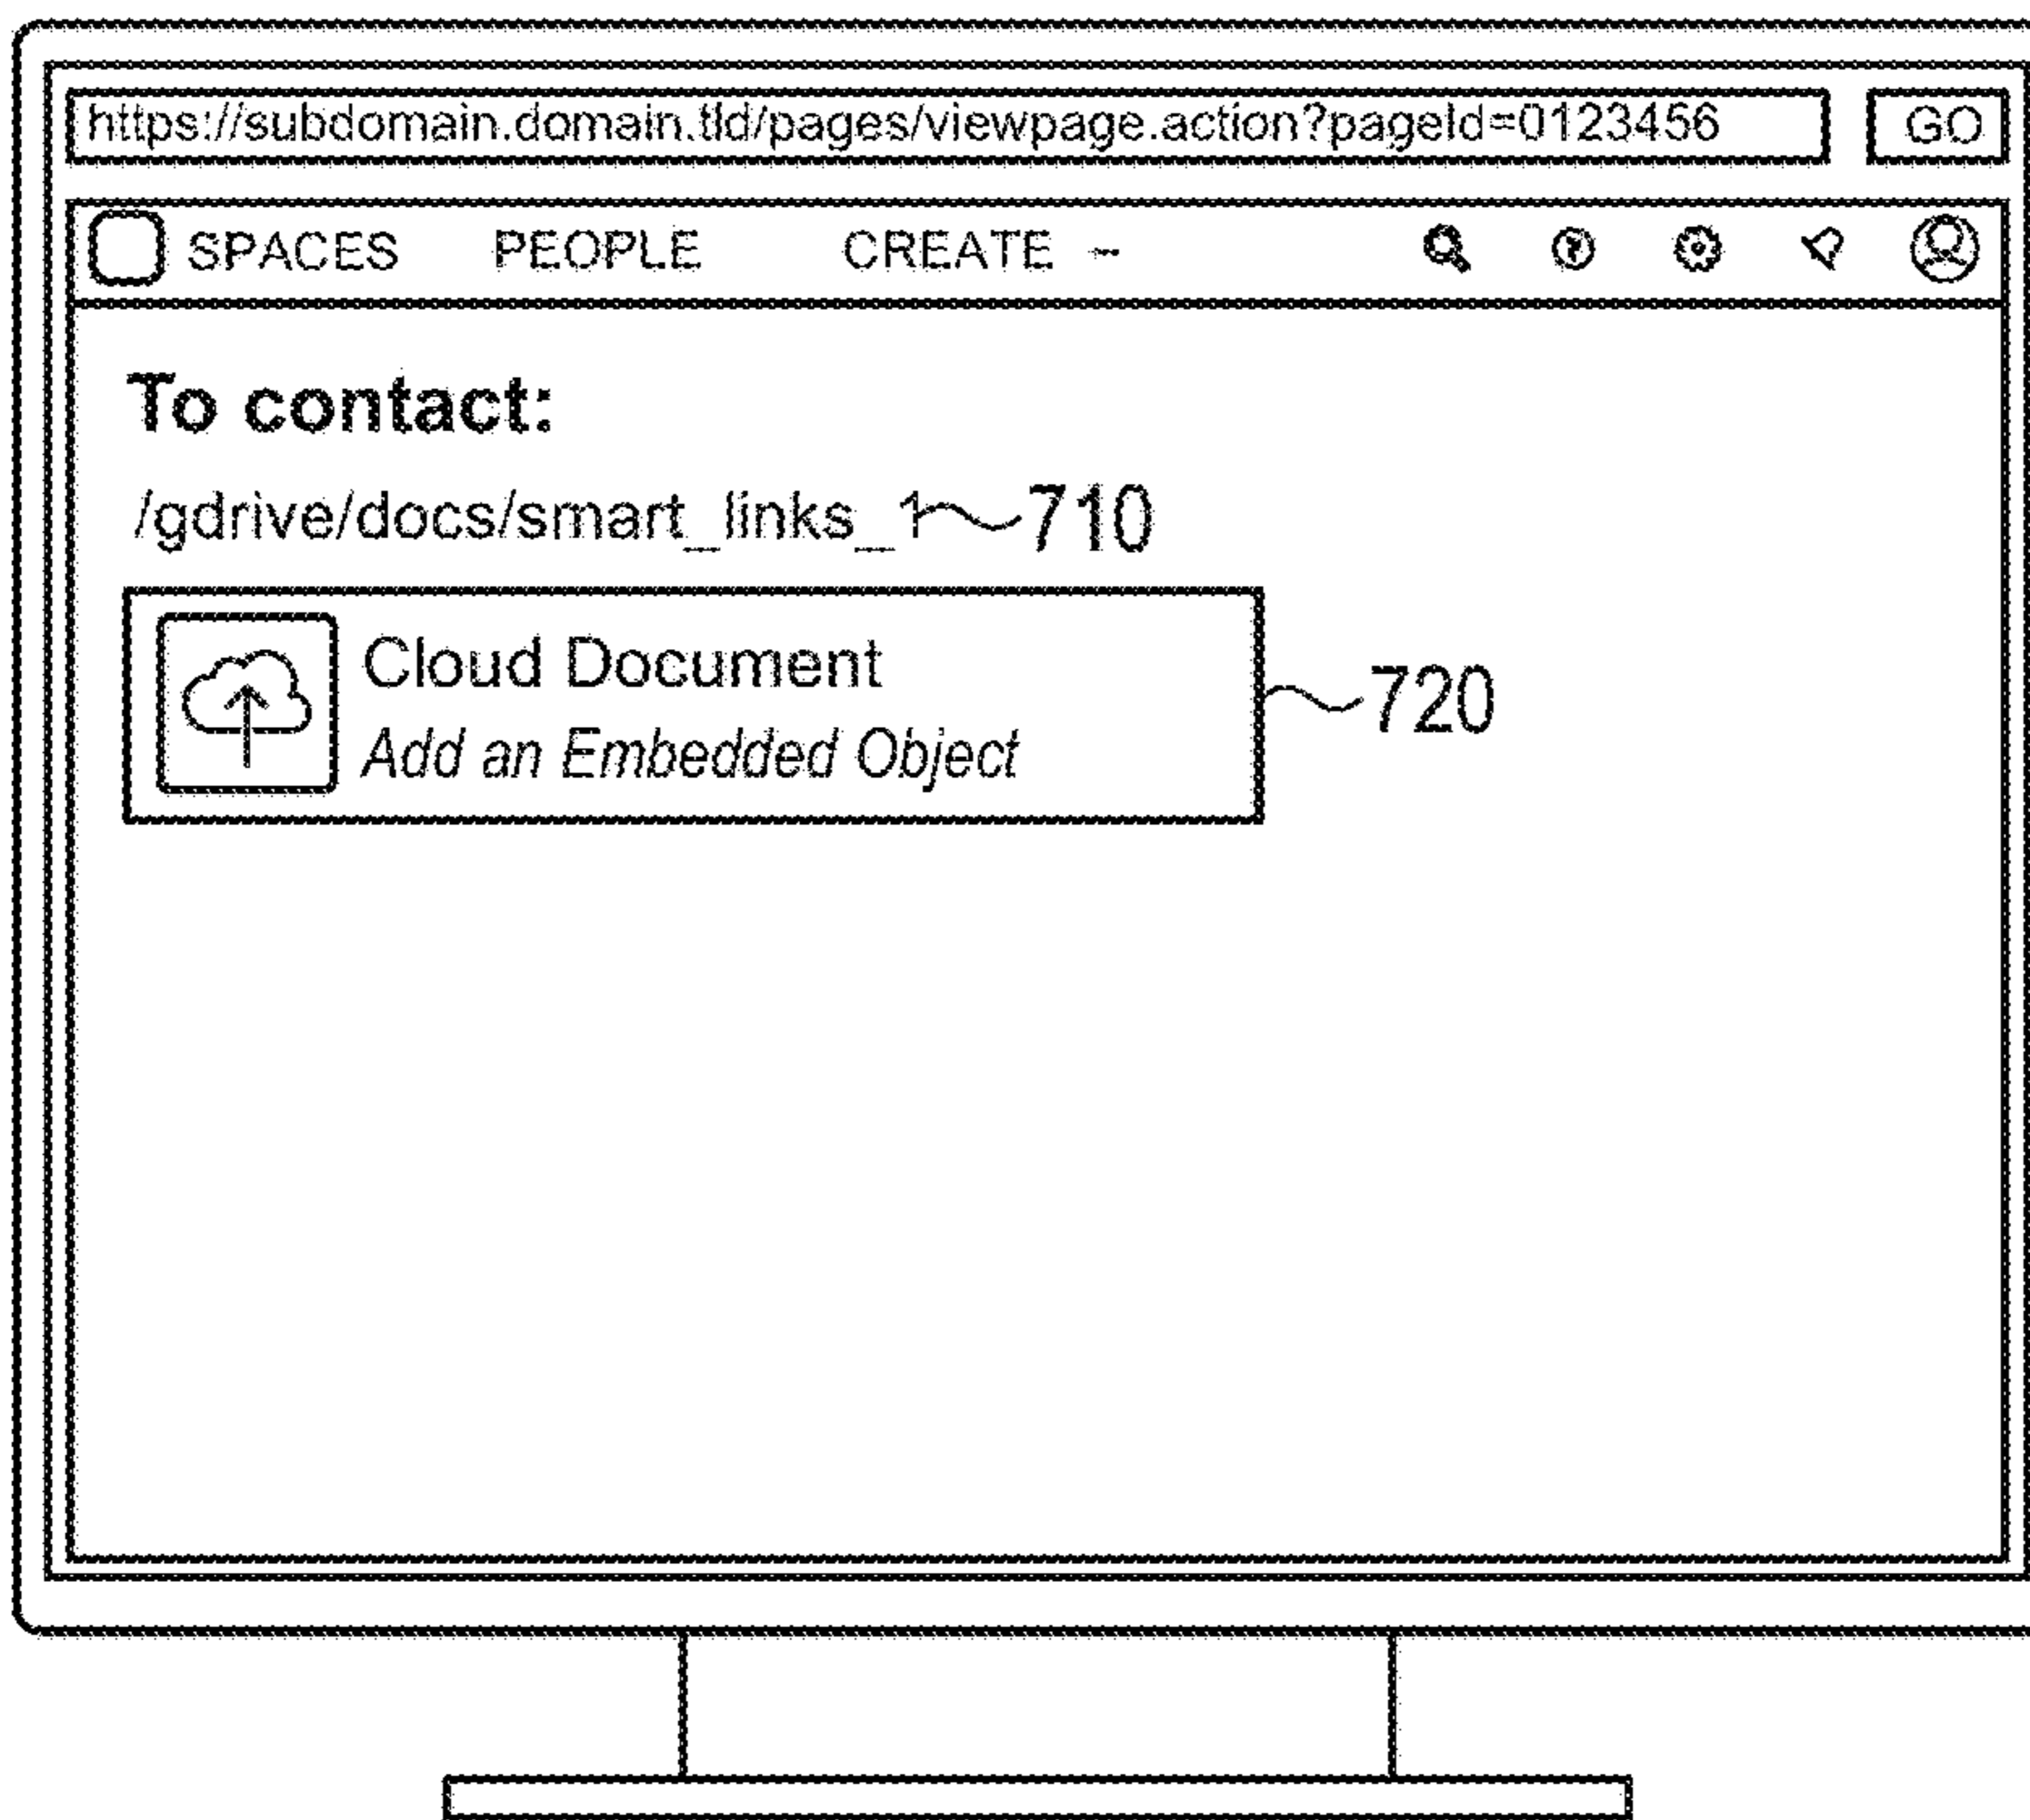 https://subdomain.domain.tld/pages/viewpage.action?pageId=0123456 GO
SPACES PEOPLE CREATE ~
To contact:
/gdrive/docs/smart_links_1 710
Cloud Document
Add an Embedded Object
720